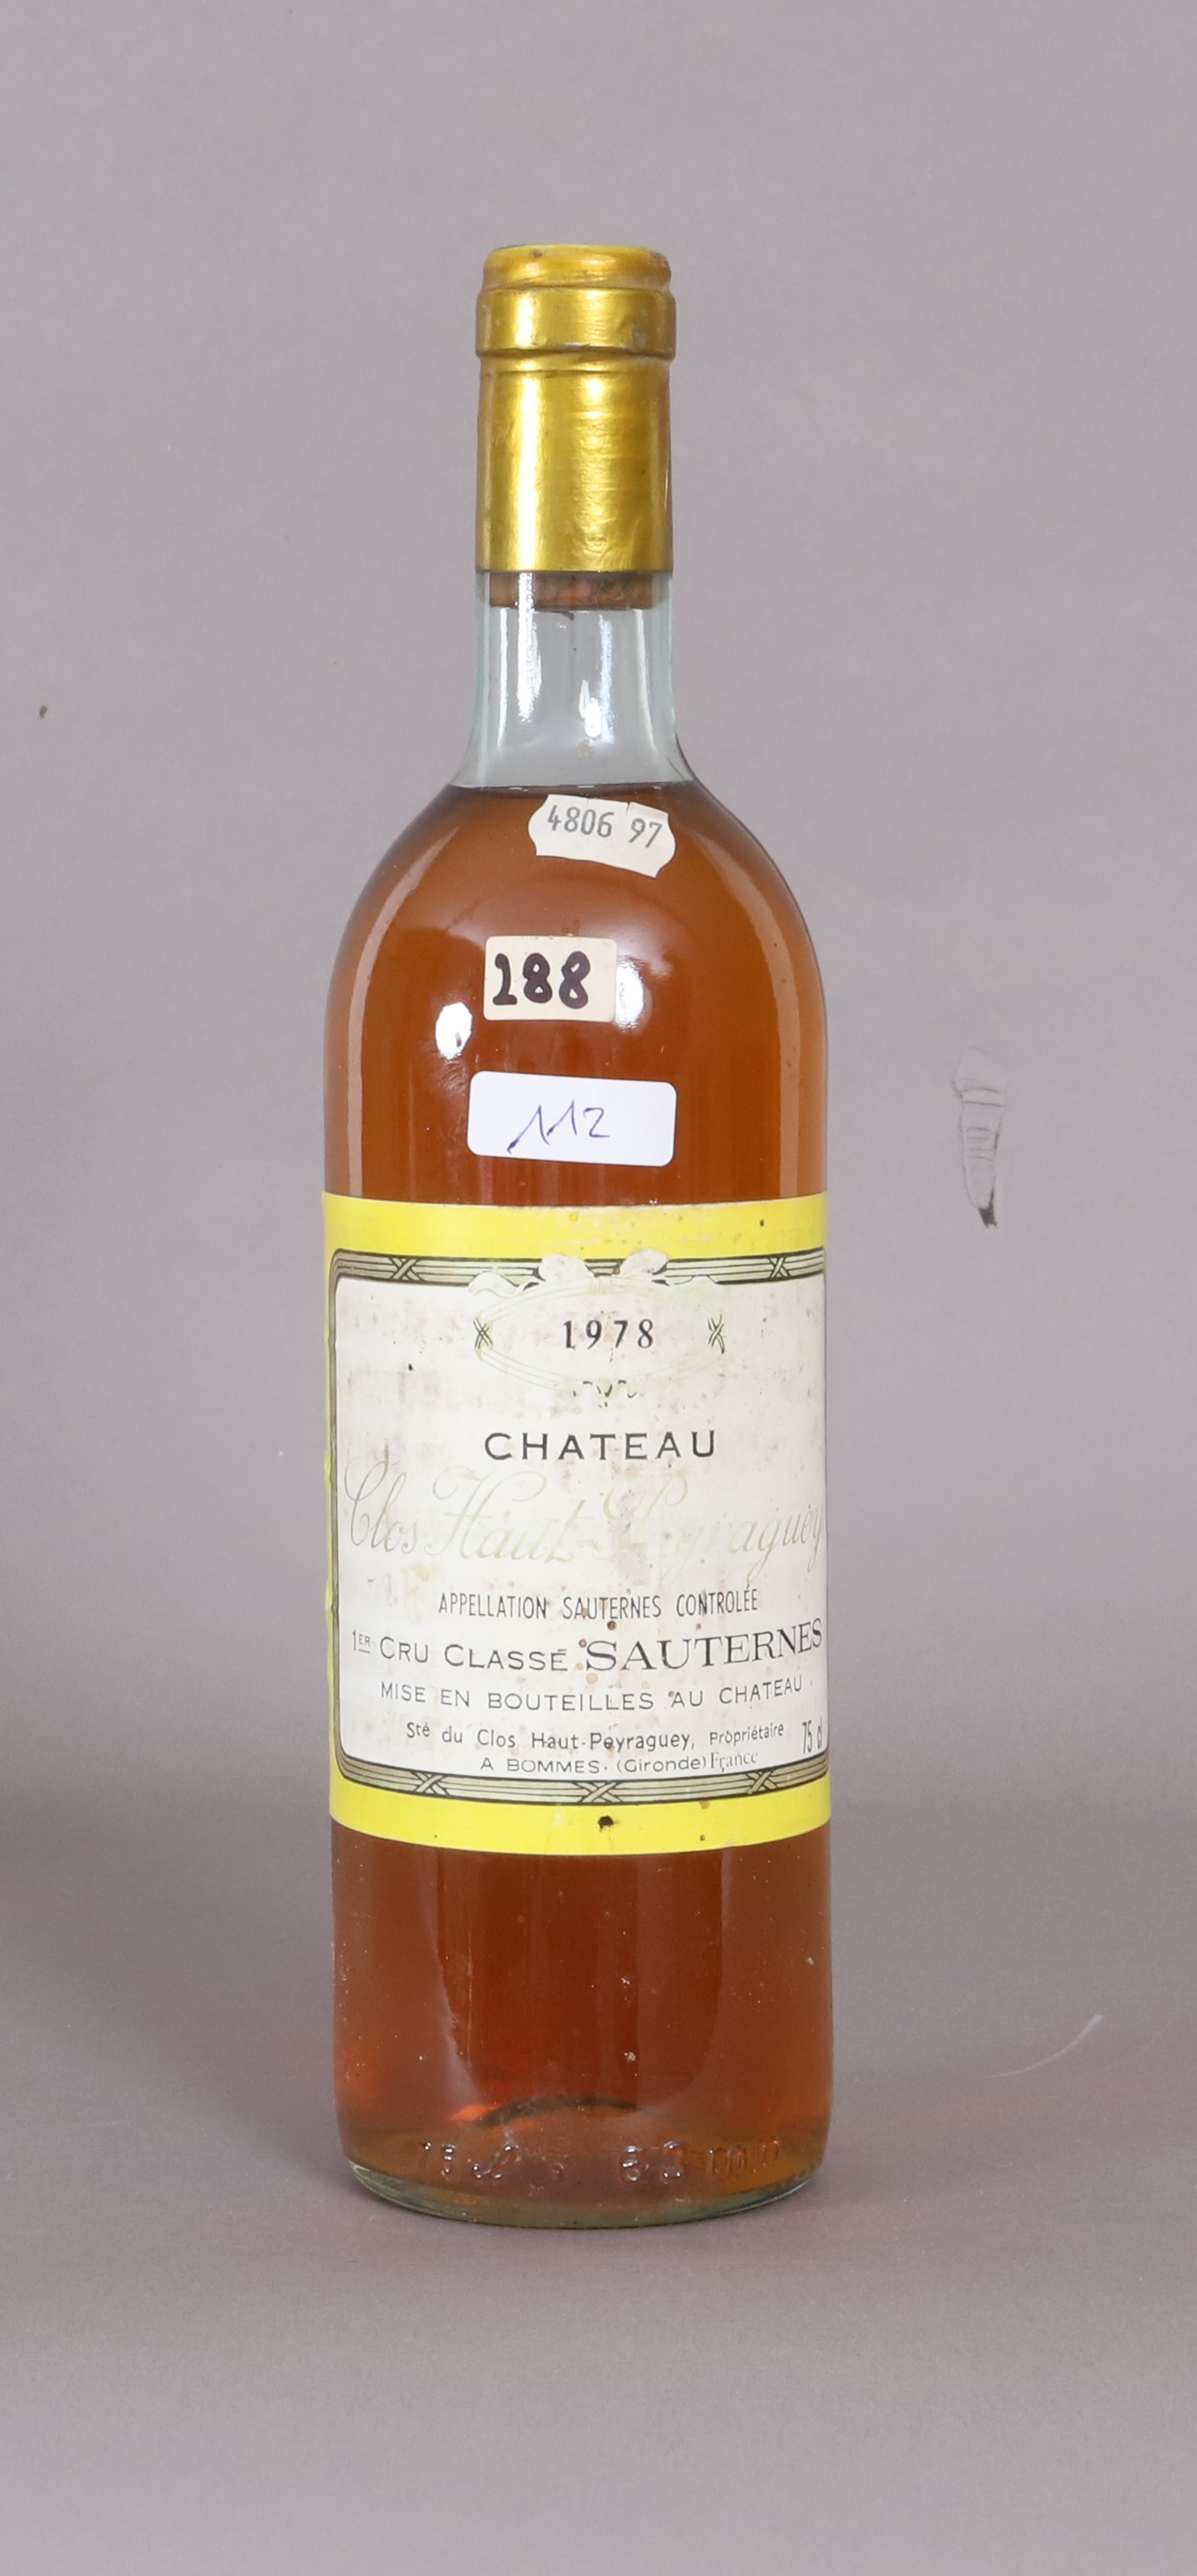 4806 97
188
112
1978
CHATEAU
Clos Haut-Peyraguey
APPELLATION SAUTERNES CONTROLÉE
1ER CRU CLASSÉ SAUTERNES
MISE EN BOUTEILLES AU CHATEAU
Sté du Clos Haut-Peyraguey, Propriétaire 75 cl
A BOMMES. (Gironde) France